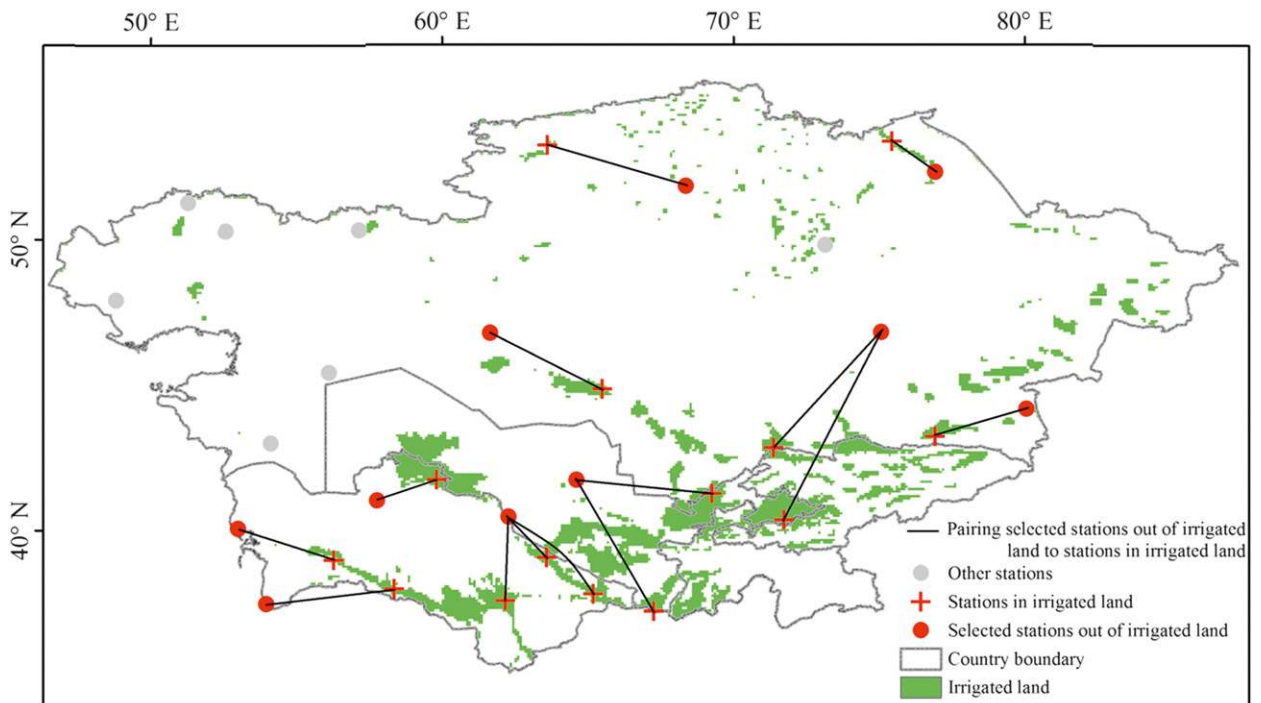 50° E 60° E 70° E 80° E
50° N
40° N
Pairing selected stations out of irrigated
land to stations in irrigated land
Other stations
Stations in irrigated land
Selected stations out of irrigated land
Country boundary
Irrigated land